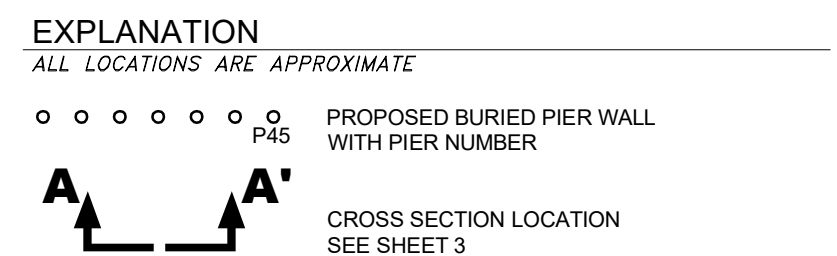 EXPLANATION
ALL LOCATIONS ARE APPROXIMATE
P45
PROPOSED BURIED PIER WALL
WITH PIER NUMBER
A A'
CROSS SECTION LOCATION
SEE SHEET 3